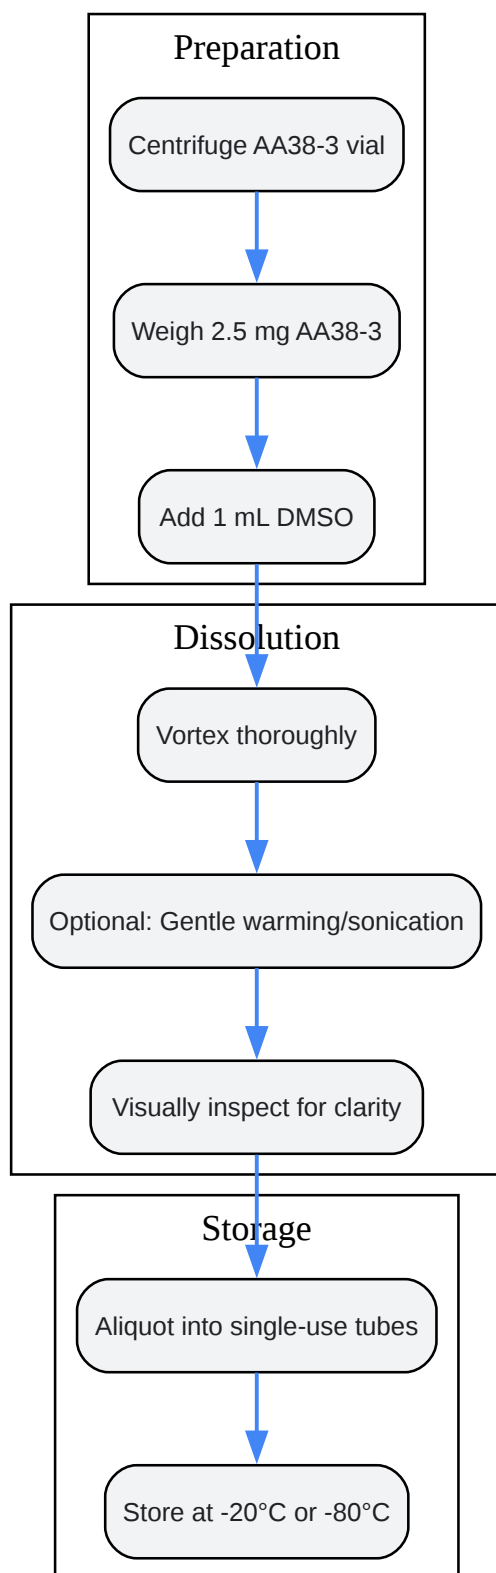 Preparation
Centrifuge AA38-3 vial
Weigh 2.5 mg AA38-3
Add 1 mL DMSO
Dissolution
Vortex thoroughly
Optional: Gentle warming/sonication
Visually inspect for clarity
Storage
Aliquot into single-use tubes
Store at -20°C or -80°C